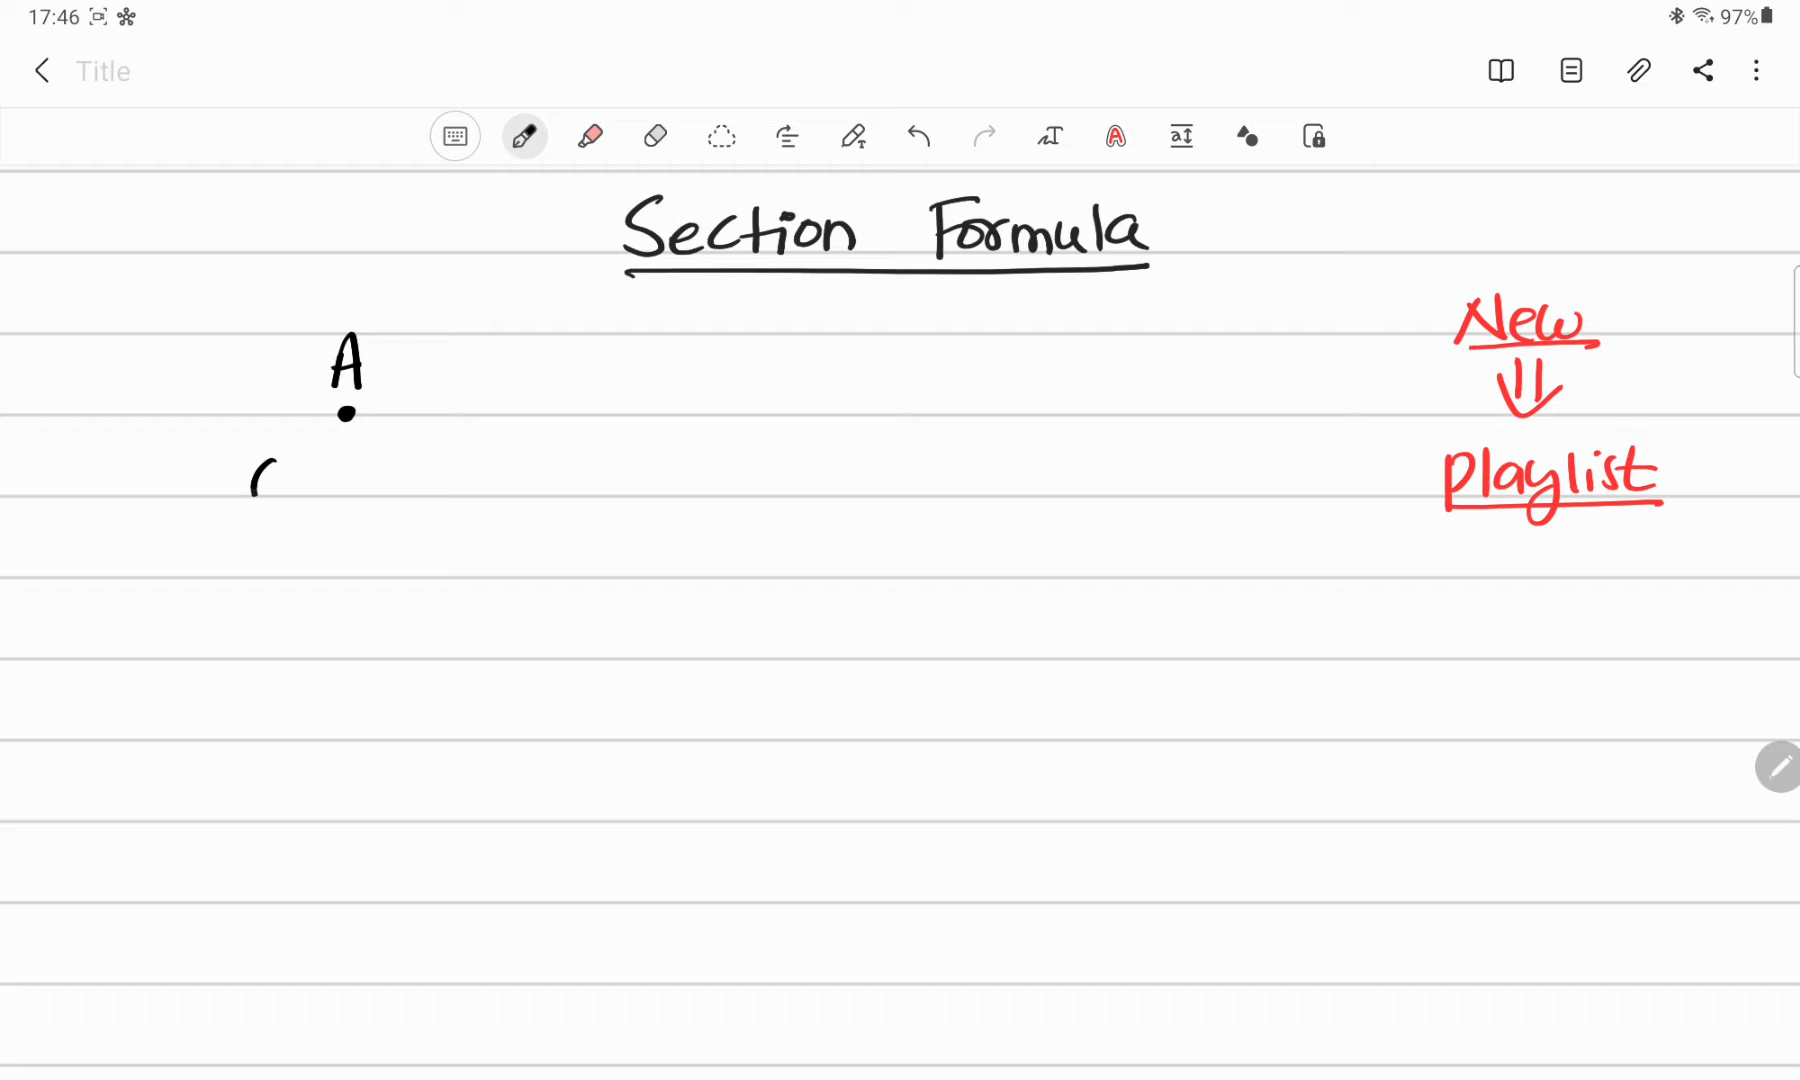 17:46 97%
Title
Section Formula
New
A
Playlist
(